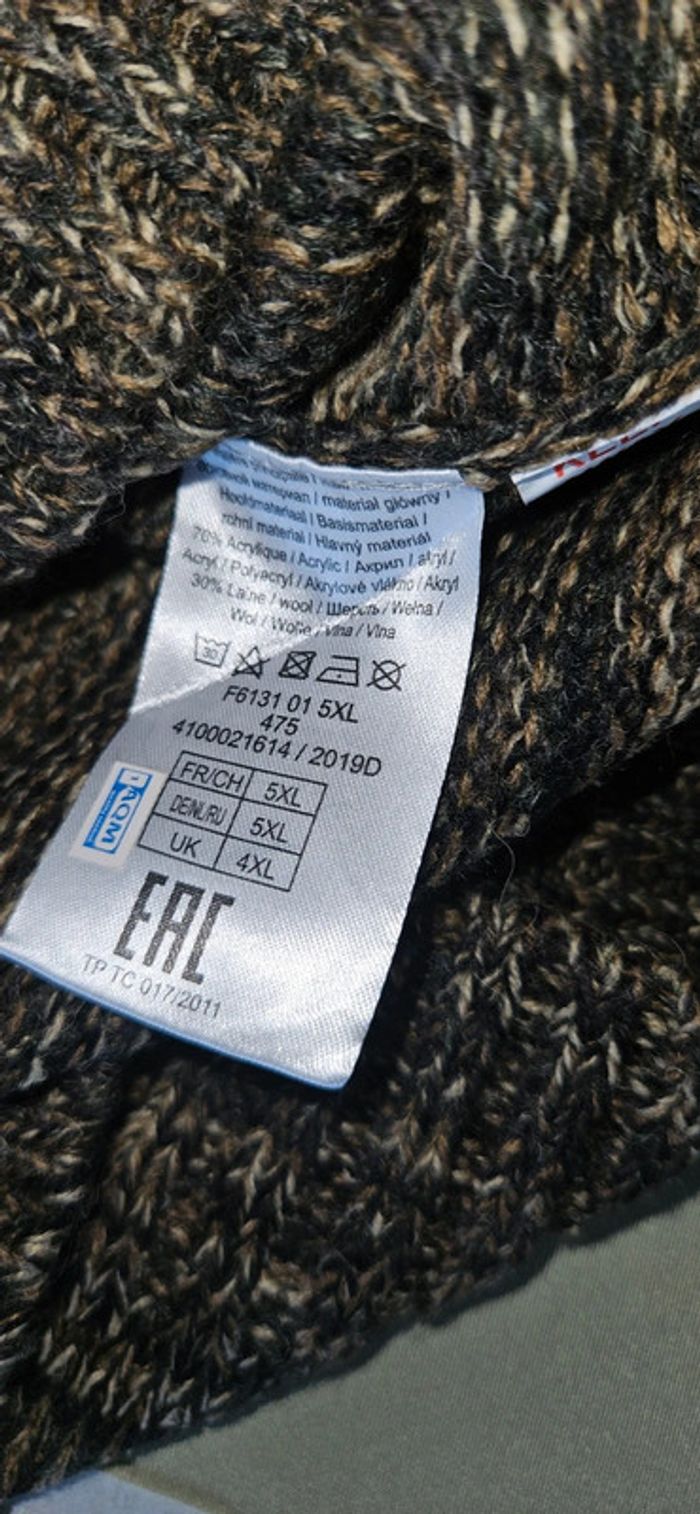 материал / materiał główny /
Hoofdmateriaal / Basismaterial /
/ Hlavný materiál
70% Acrylique / Acrylic / Акрил / akryl /
Acryl / Polyacryl / Akrylové vlákno / Akryl
30% Laine / wool / Шерсть / Wełna /
Wol / Wolle / Vlna / Vlna
30
F6131 01 5XL
475
4100021614 / 2019D
FR/CH 5XL
DE/NL/RU 5XL
UK 4XL
AQM
EAC
TP TC 017/2011